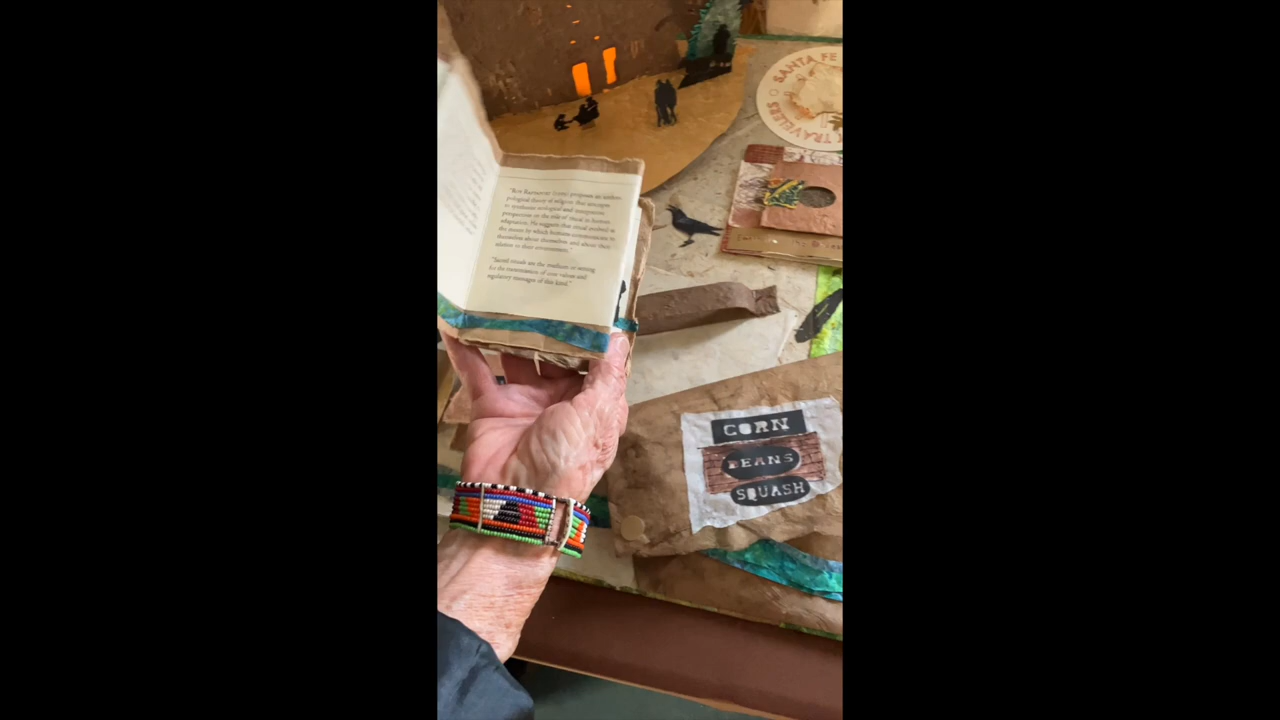 SANTA FE
TRAVELERS
"Roy Rappaport (1979) proposes an anthro-
pological theory of religion that attempts
to synthesize ecological and
perspectives on the role of ritual in human
adaptation. He suggests that ritual evolved as
the means by which humans communicate to
themselves about themselves and about their
relation to their environment."
"Sacred rituals are the medium or setting
for the transmission of core values and
regulatory messages of this kind."
CORN
BEANS
SQUASH